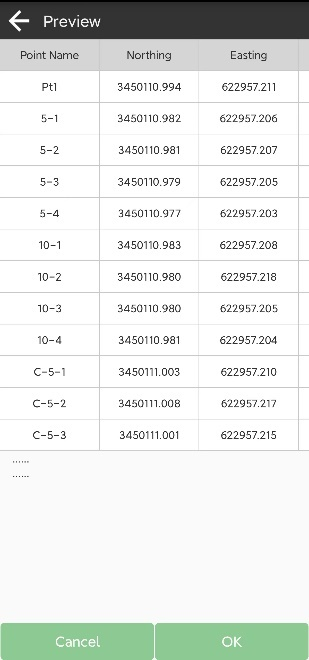 Preview
Point Name Northing Easting
Pt1 3450110.994 622957.211
5-1 3450110.982 622957.206
5-2 3450110.981 622957.207
5-3 3450110.979 622957.205
5-4 3450110.977 622957.203
10-1 3450110.983 622957.208
10-2 3450110.980 622957.218
10-3 3450110.980 622957.205
10-4 3450110.981 622957.204
C-5-1 3450111.003 622957.210
C-5-2 3450111.008 622957.217
C-5-3 3450111.001 622957.215
......
......
Cancel OK